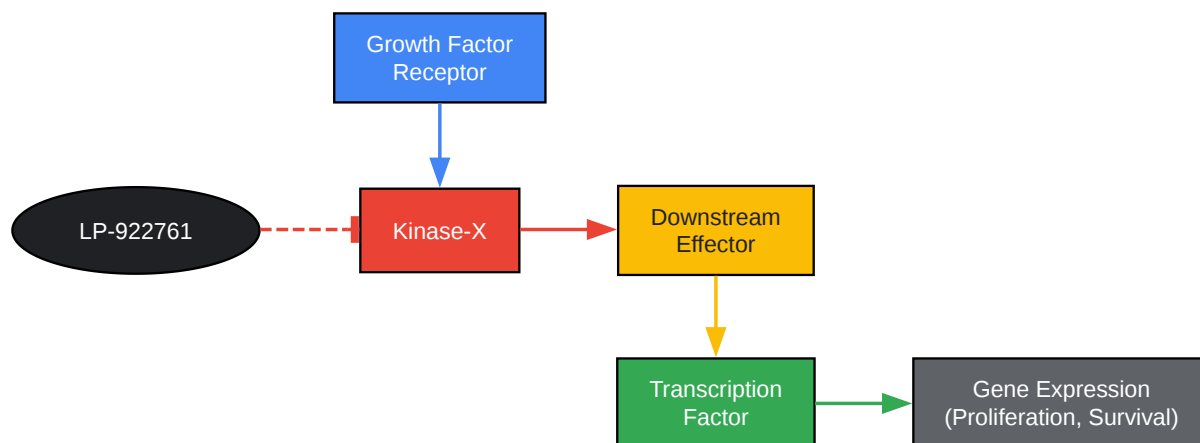 Growth Factor
Receptor
LP-922761
Kinase-X
Downstream
Effector
Transcription
Factor
Gene Expression
(Proliferation, Survival)